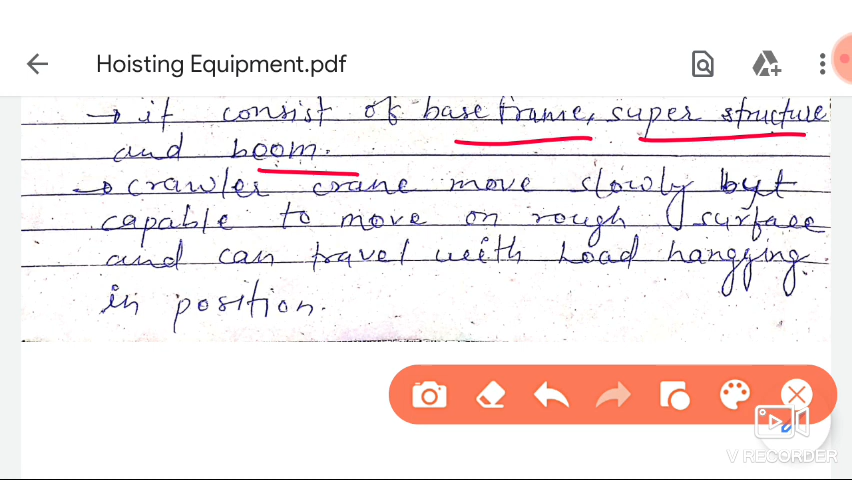 Hoisting Equipment.pdf
→ it consist of base frame, super structure
and boom.
→ crawler crane move slowly but
capable to move on rough surface
and can travel with load hangging
in position.
V RECORDER